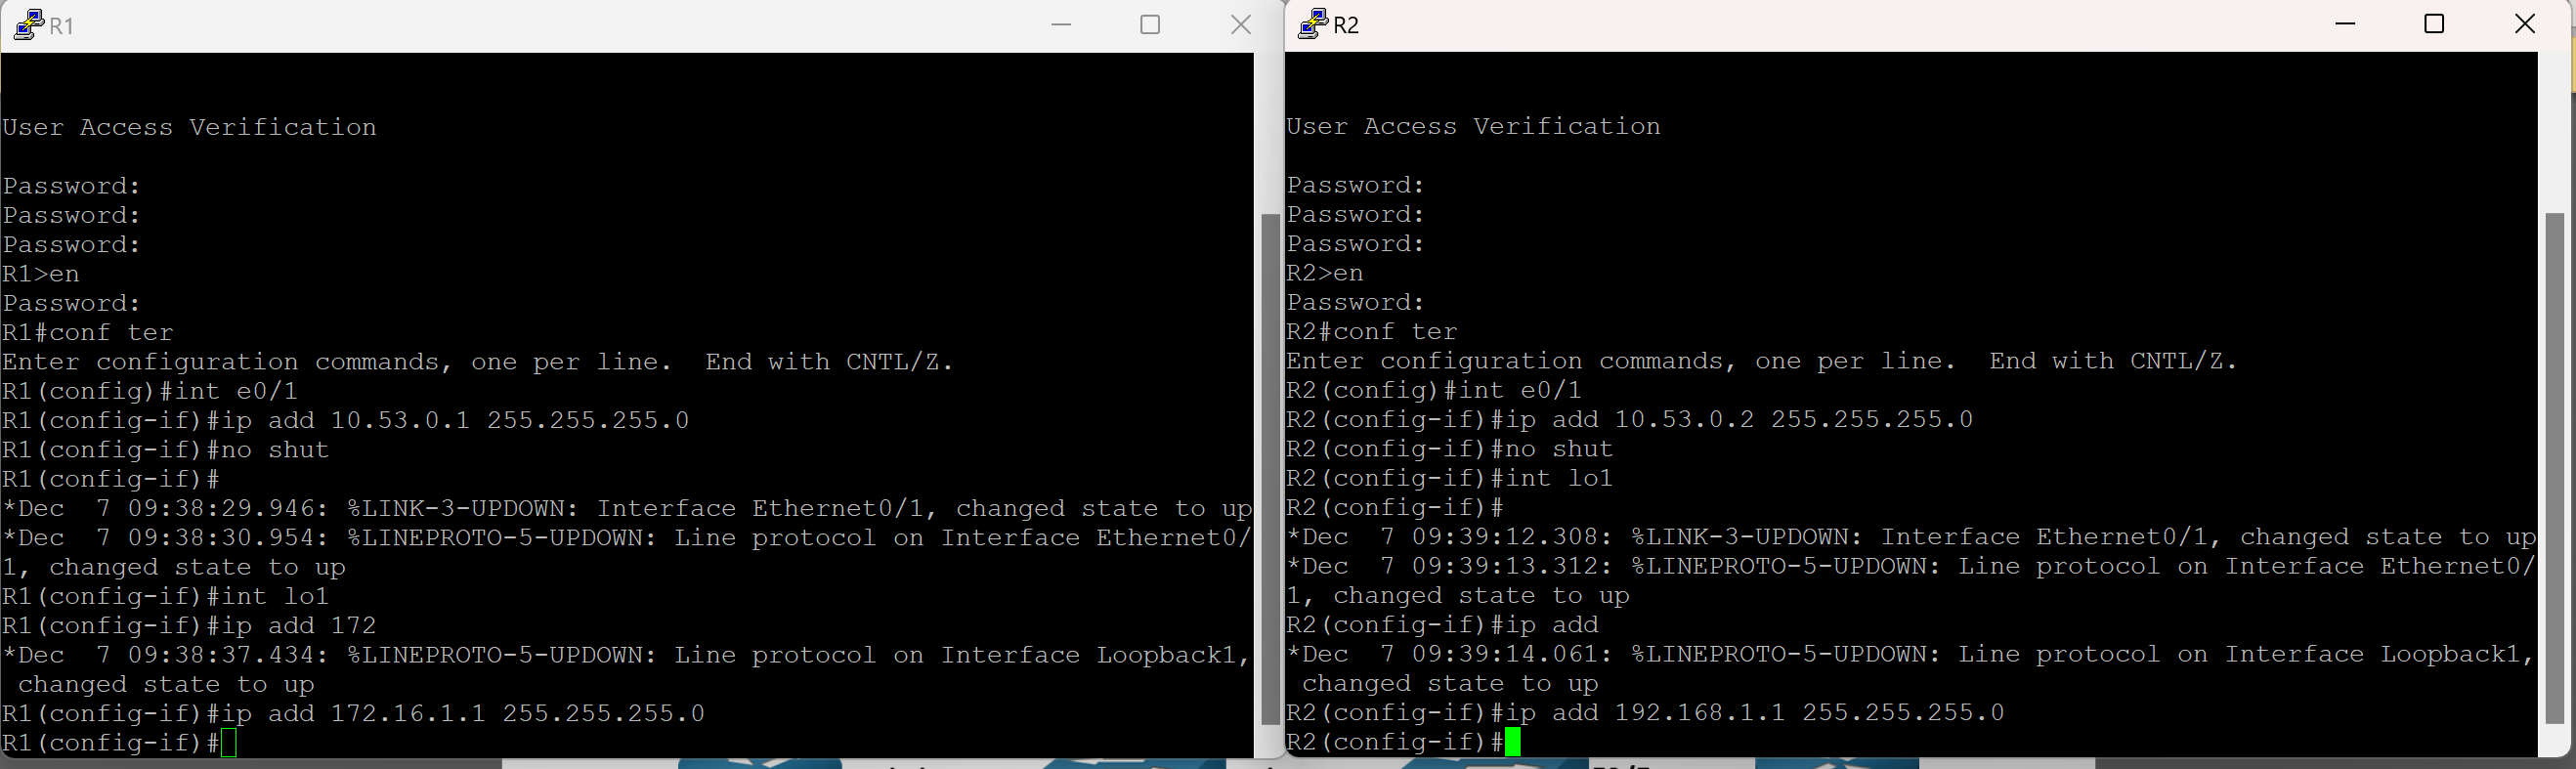 R1
User Access Verification
Password:
Password:
Password:
R1>en
Password:
R1#conf ter
Enter configuration commands, one per line.  End with CNTL/Z.
R1(config)#int e0/1
R1(config-if)#ip add 10.53.0.1 255.255.255.0
R1(config-if)#no shut
R1(config-if)#
*Dec  7 09:38:29.946: %LINK-3-UPDOWN: Interface Ethernet0/1, changed state to up
*Dec  7 09:38:30.954: %LINEPROTO-5-UPDOWN: Line protocol on Interface Ethernet0/
1, changed state to up
R1(config-if)#int lo1
R1(config-if)#ip add 172
*Dec  7 09:38:37.434: %LINEPROTO-5-UPDOWN: Line protocol on Interface Loopback1,
 changed state to up
R1(config-if)#ip add 172.16.1.1 255.255.255.0
R1(config-if)#
R2
User Access Verification
Password:
Password:
Password:
R2>en
Password:
R2#conf ter
Enter configuration commands, one per line.  End with CNTL/Z.
R2(config)#int e0/1
R2(config-if)#ip add 10.53.0.2 255.255.255.0
R2(config-if)#no shut
R2(config-if)#int lo1
R2(config-if)#
*Dec  7 09:39:12.308: %LINK-3-UPDOWN: Interface Ethernet0/1, changed state to up
*Dec  7 09:39:13.312: %LINEPROTO-5-UPDOWN: Line protocol on Interface Ethernet0/
1, changed state to up
R2(config-if)#ip add
*Dec  7 09:39:14.061: %LINEPROTO-5-UPDOWN: Line protocol on Interface Loopback1,
 changed state to up
R2(config-if)#ip add 192.168.1.1 255.255.255.0
R2(config-if)#